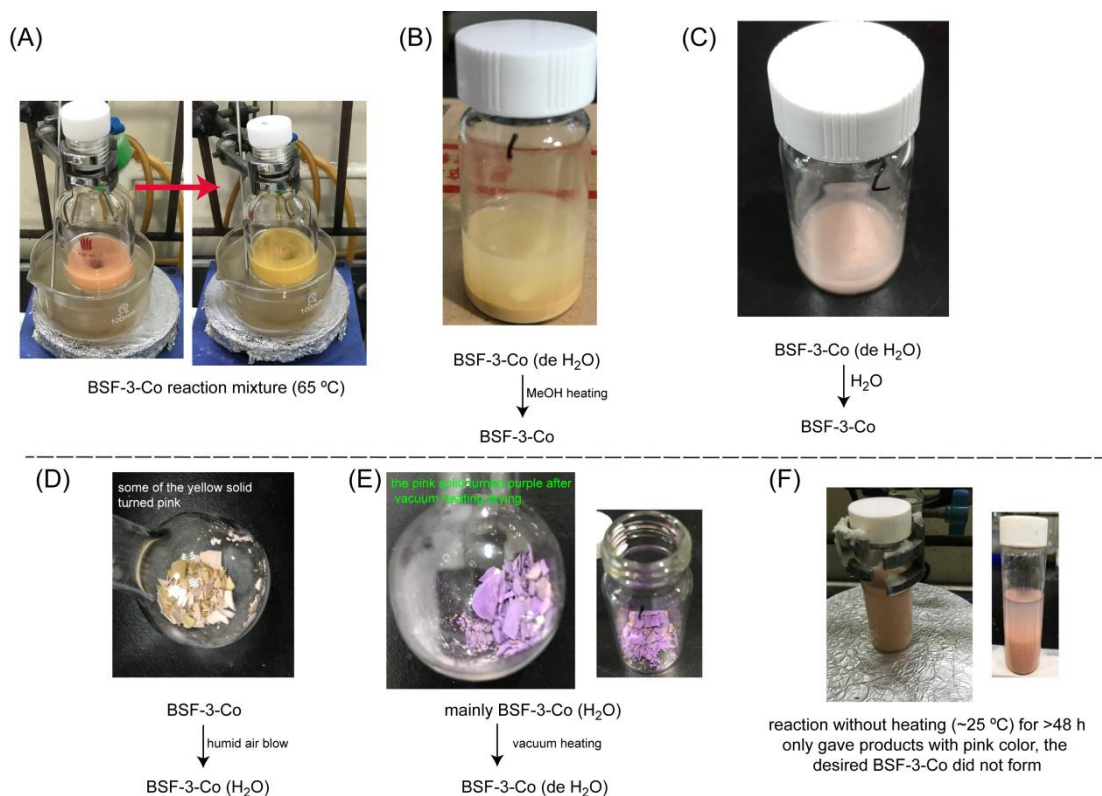 (A)
BSF-3-Co reaction mixture (65 ºC)
(B)
1
BSF-3-Co (de H₂O)
MeOH heating
BSF-3-Co
(C)
2
BSF-3-Co (de H₂O)
H₂O
BSF-3-Co
(D)
some of the yellow solid
turned pink
BSF-3-Co
humid air blow
BSF-3-Co (H₂O)
(E)
the pink solid turned purple after
vacuum heating drying.
mainly BSF-3-Co (H₂O)
vacuum heating
BSF-3-Co (de H₂O)
(F)
reaction without heating (~25 ºC) for >48 h
only gave products with pink color, the
desired BSF-3-Co did not form